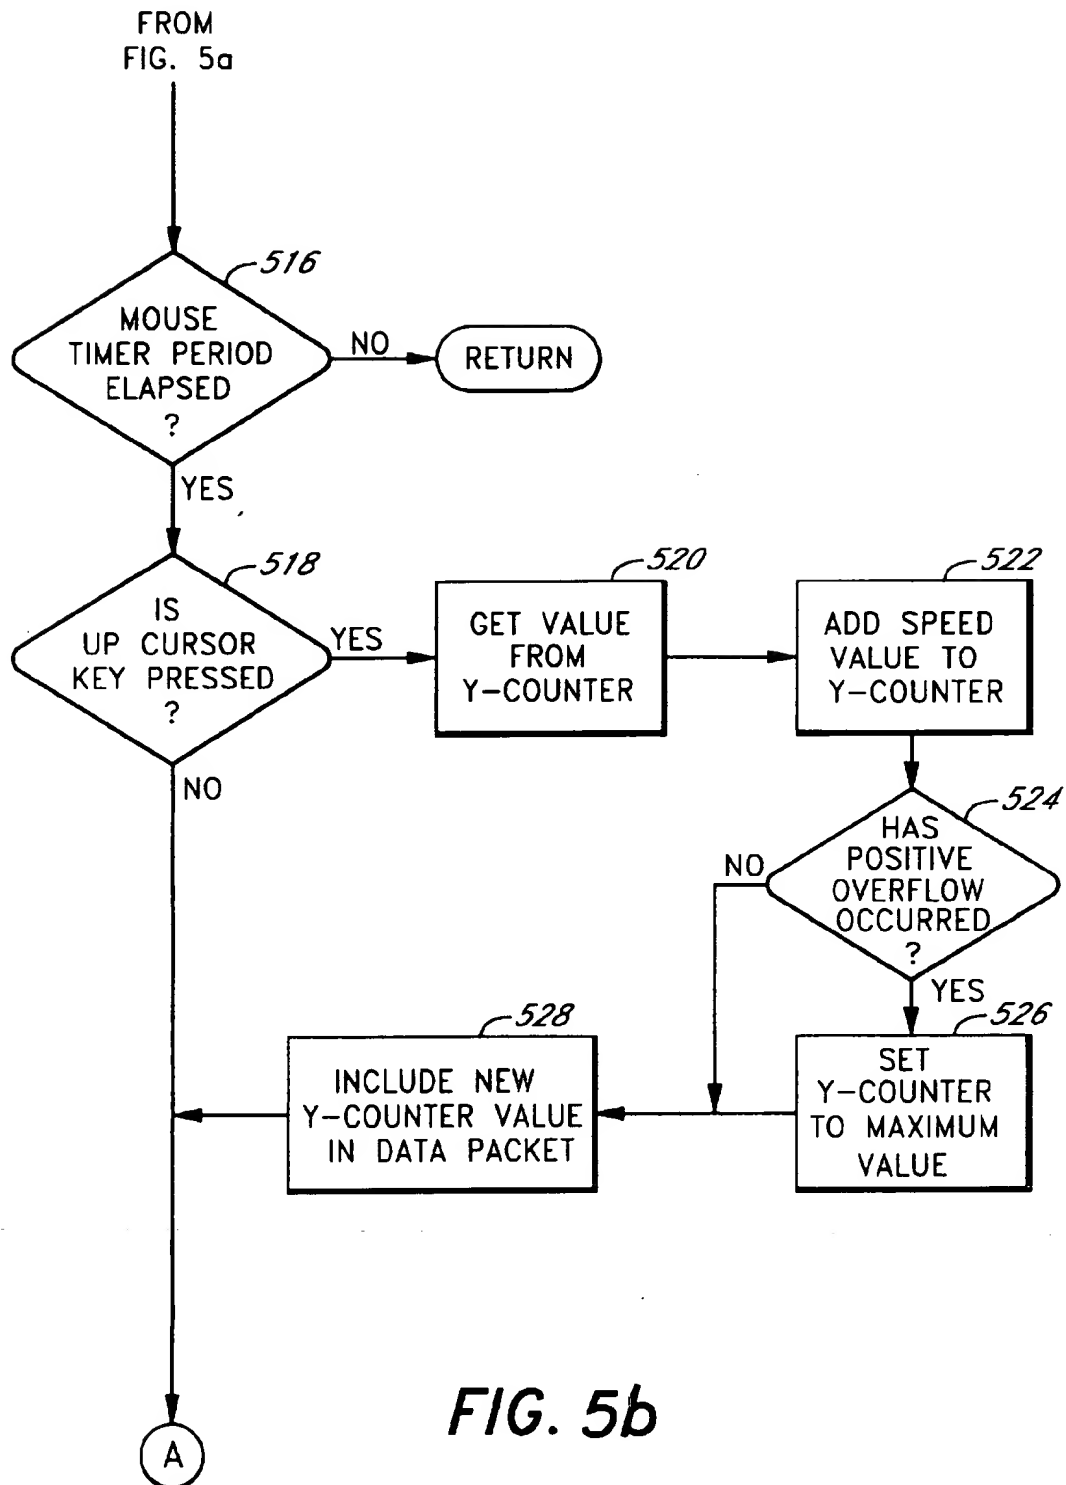 FROM
FIG. 5a
516
MOUSE
TIMER PERIOD
ELAPSED
?
NO
RETURN
YES
518
IS
UP CURSOR
KEY PRESSED
?
YES
NO
520
GET VALUE
FROM
Y-COUNTER
522
ADD SPEED
VALUE TO
Y-COUNTER
524
HAS
POSITIVE
OVERFLOW
OCCURRED
?
NO
YES
526
SET
Y-COUNTER
TO MAXIMUM
VALUE
528
INCLUDE NEW
Y-COUNTER VALUE
IN DATA PACKET
A
FIG. 5b